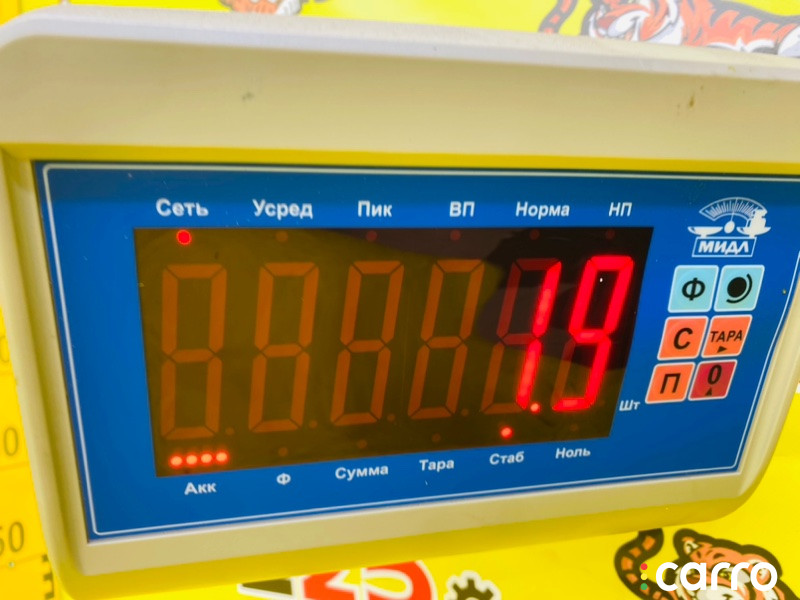 Сеть Усред Пик ВП Норма НП
МИДЛ
1.9
Ф
С ТАРА
П 0
Шт
Акк Ф Сумма Тара Стаб Ноль
carro